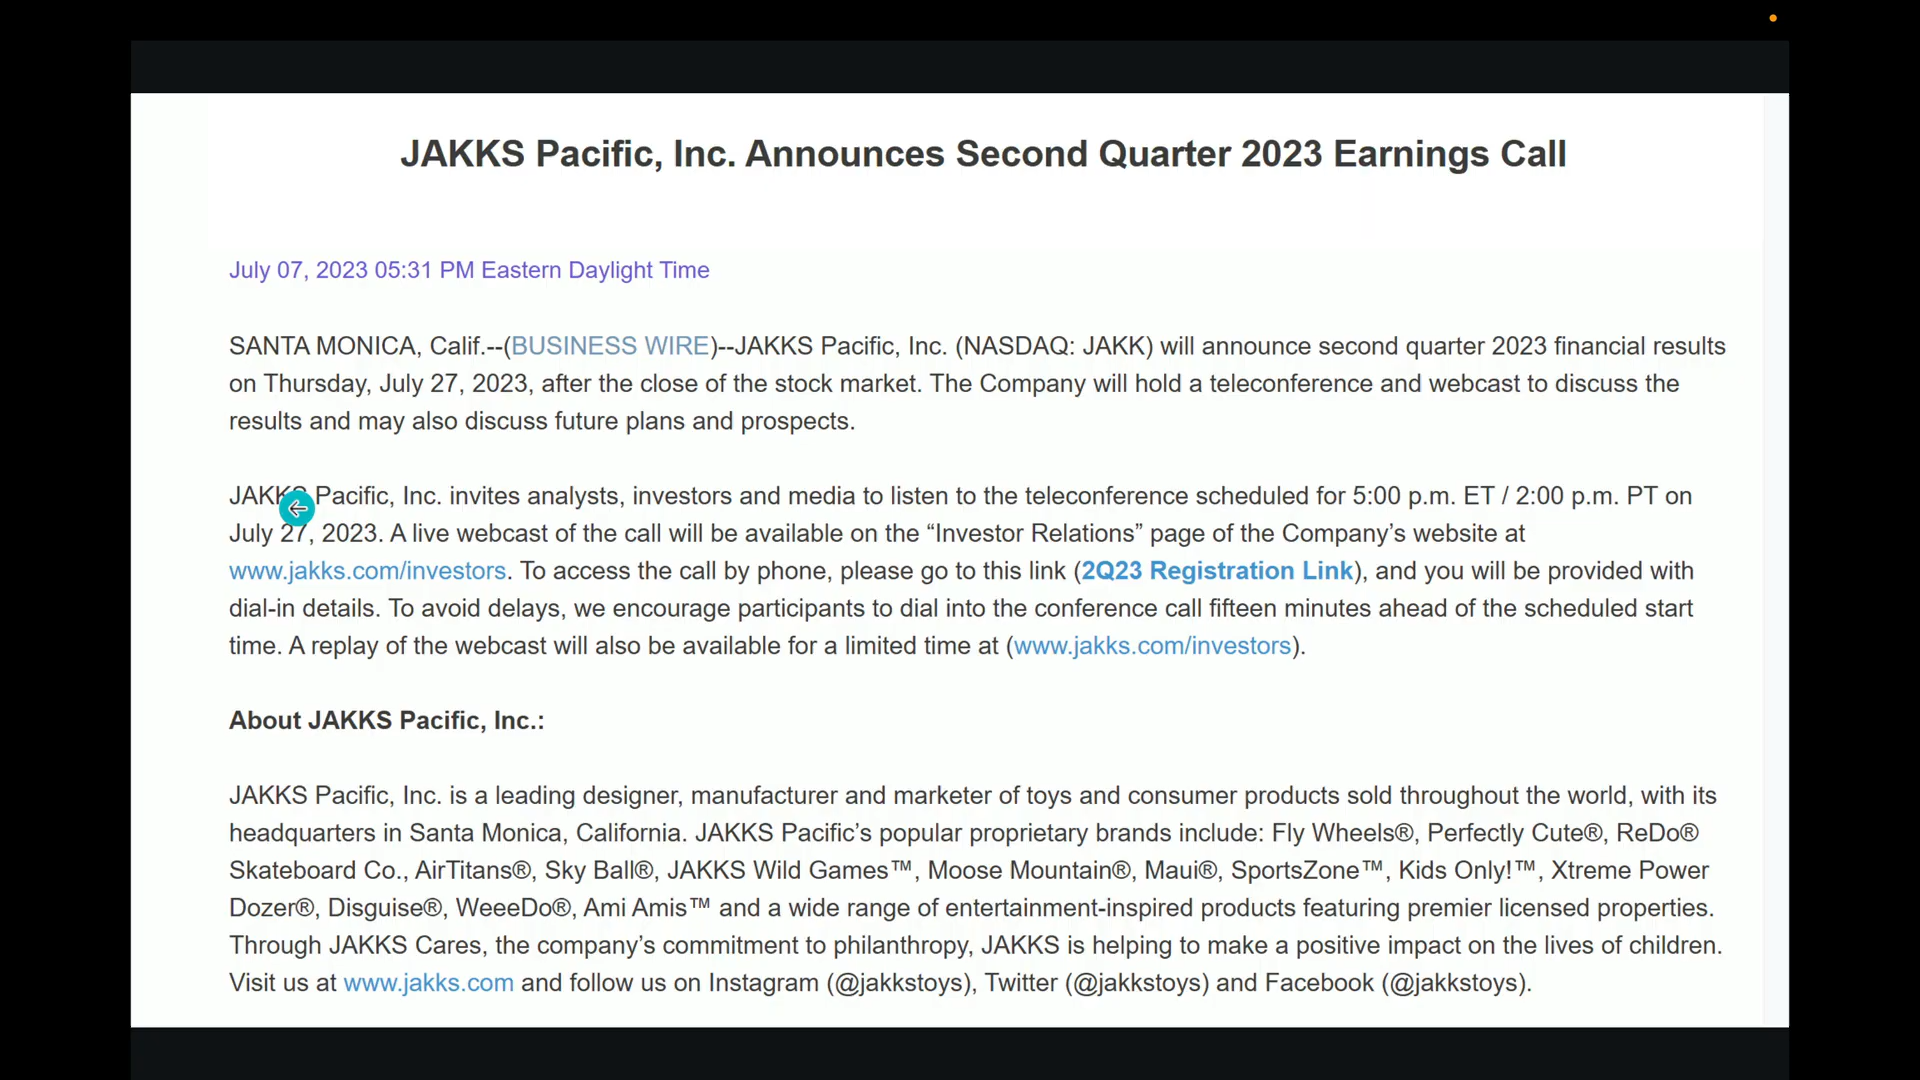 JAKKS Pacific, Inc. Announces Second Quarter 2023 Earnings Call
July 07, 2023 05:31 PM Eastern Daylight Time
SANTA MONICA, Calif.--(BUSINESS WIRE)--JAKKS Pacific, Inc. (NASDAQ: JAKK) will announce second quarter 2023 financial results
on Thursday, July 27, 2023, after the close of the stock market. The Company will hold a teleconference and webcast to discuss the
results and may also discuss future plans and prospects.
JAKKS Pacific, Inc. invites analysts, investors and media to listen to the teleconference scheduled for 5:00 p.m. ET / 2:00 p.m. PT on
July 27, 2023. A live webcast of the call will be available on the “Investor Relations” page of the Company’s website at
www.jakks.com/investors. To access the call by phone, please go to this link (2Q23 Registration Link), and you will be provided with
dial-in details. To avoid delays, we encourage participants to dial into the conference call fifteen minutes ahead of the scheduled start
time. A replay of the webcast will also be available for a limited time at (www.jakks.com/investors).
About JAKKS Pacific, Inc.:
JAKKS Pacific, Inc. is a leading designer, manufacturer and marketer of toys and consumer products sold throughout the world, with its
headquarters in Santa Monica, California. JAKKS Pacific’s popular proprietary brands include: Fly Wheels®, Perfectly Cute®, ReDo®
Skateboard Co., AirTitans®, Sky Ball®, JAKKS Wild Games™, Moose Mountain®, Maui®, SportsZone™, Kids Only!™, Xtreme Power
Dozer®, Disguise®, WeeeDo®, Ami Amis™ and a wide range of entertainment-inspired products featuring premier licensed properties.
Through JAKKS Cares, the company’s commitment to philanthropy, JAKKS is helping to make a positive impact on the lives of children.
Visit us at www.jakks.com and follow us on Instagram (@jakkstoys), Twitter (@jakkstoys) and Facebook (@jakkstoys).